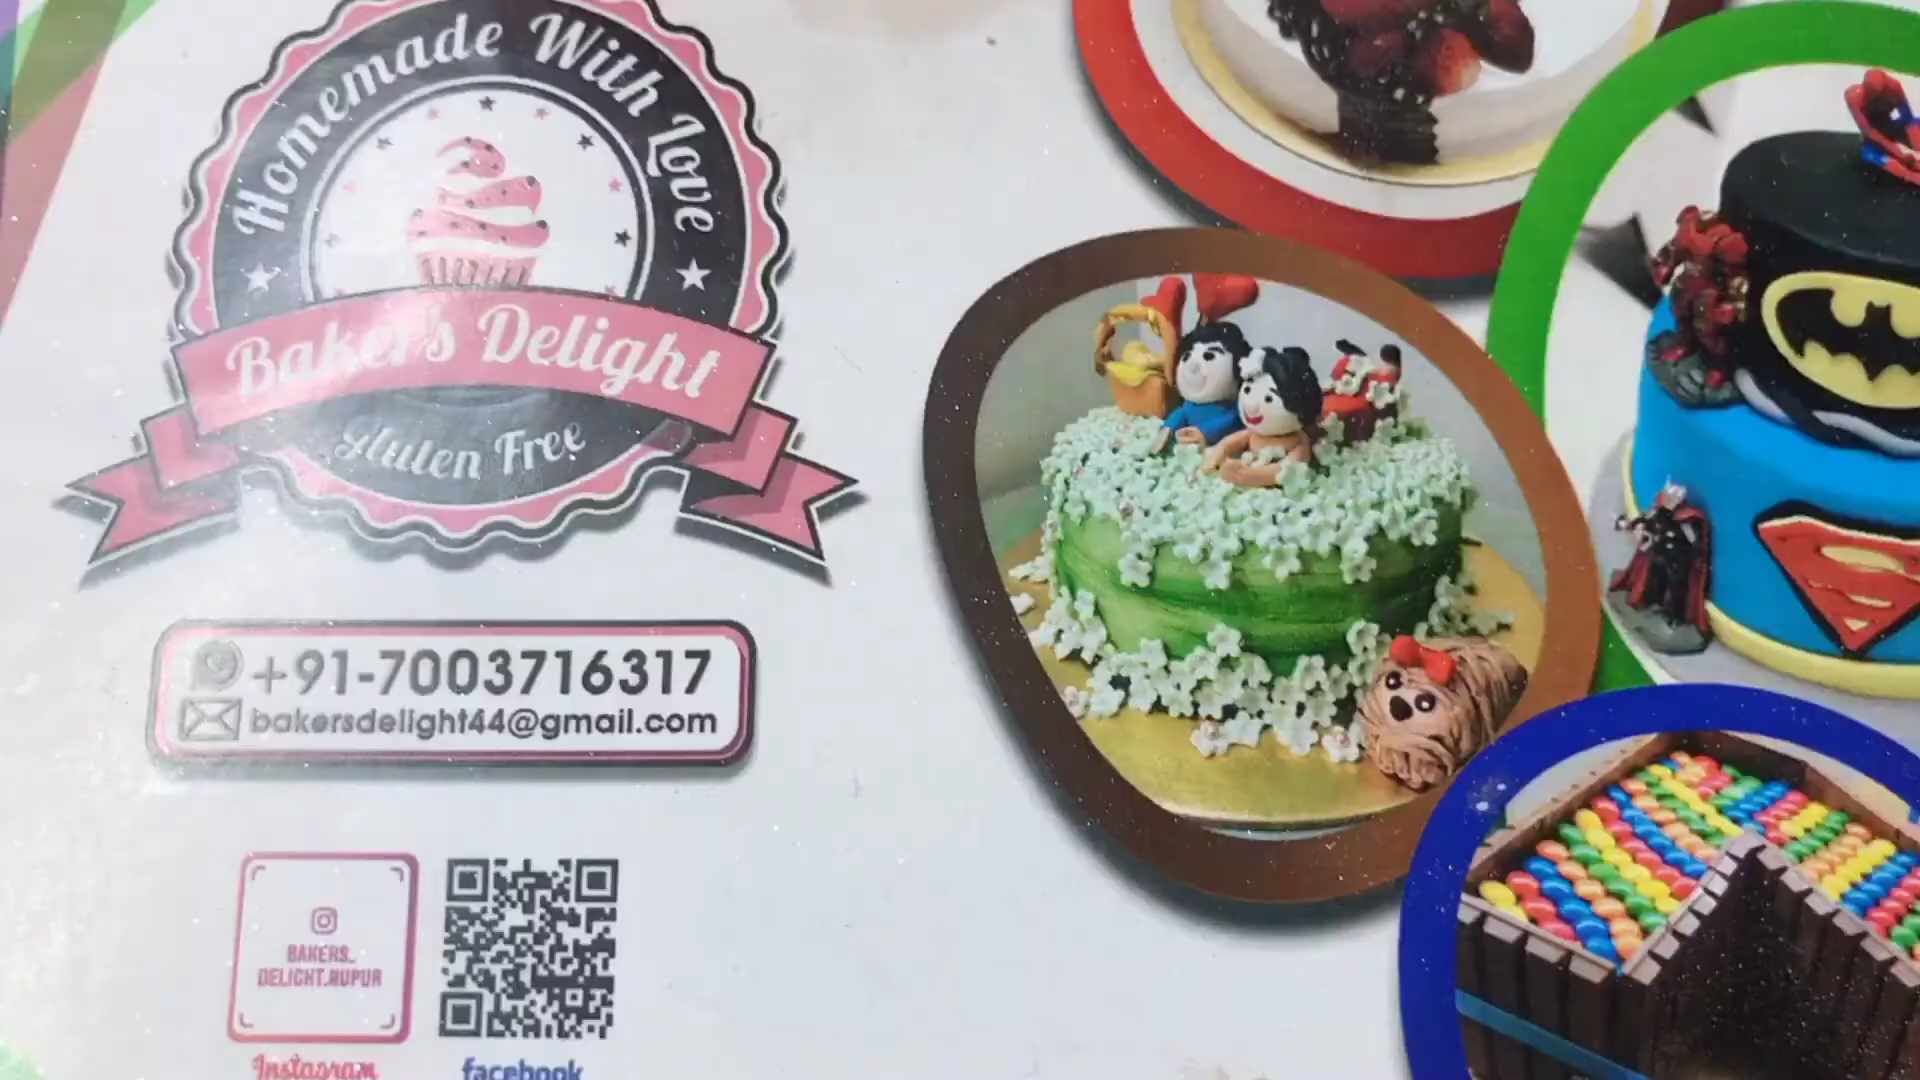 Homemade With Love
Baker's Delight
Gluten Free
+91-7003716317
bakersdelight44@gmail.com
BAKERS_
DELIGHT.NUPUR
Instagram
facebook